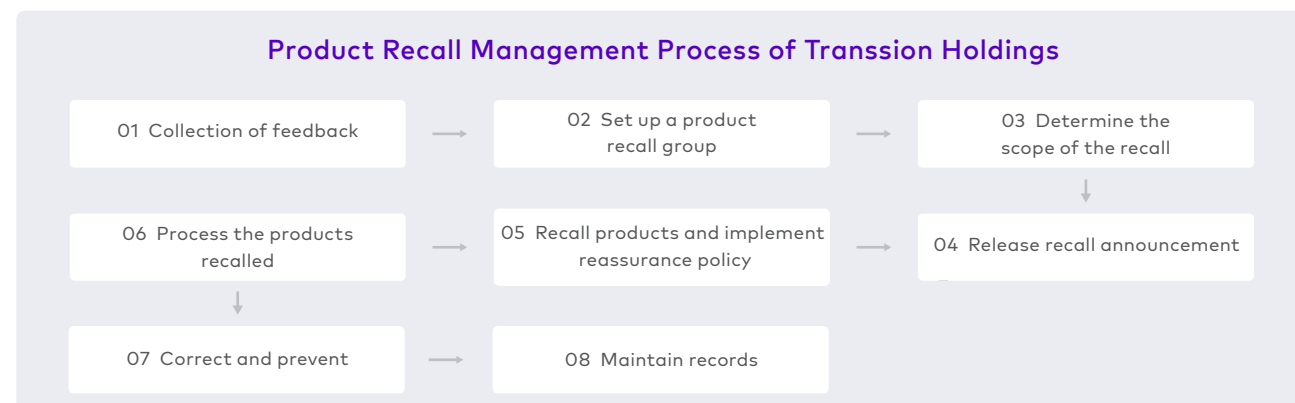 Product Recall Management Process of Transsion Holdings
01 Collection of feedback
02 Set up a product
recall group
03 Determine the
scope of the recall
06 Process the products
recalled
05 Recall products and implement
reassurance policy
04 Release recall announcement
07 Correct and prevent
08 Maintain records